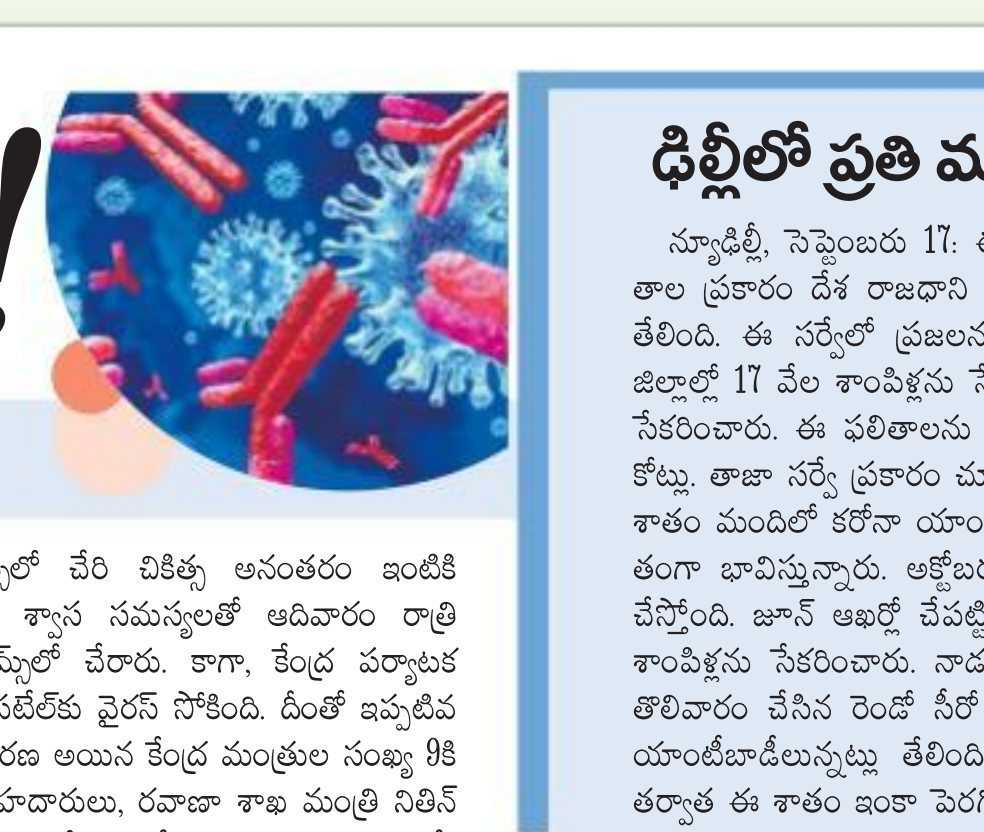 !
్సలో చేరి చికిత్స అనంతరం ఇంటికి
శ్వాస సమస్యలతో ఆదివారం రాత్రి
మ్స్‌లో చేరారు. కాగా, కేంద్ర పర్యాటక
పటేల్‌కు వైరస్ సోకింది. దీంతో ఇప్పటివ
రణ అయిన కేంద్ర మంత్రుల సంఖ్య 9కి
హదారులు, రవాణా శాఖ మంత్రి నితిన్
ఢిల్లీలో ప్రతి
న్యూఢిల్లీ, సెప్టెంబరు 17:
తాల ప్రకారం దేశ రాజధాని
తేలింది. ఈ సర్వేలో ప్రజలన
జిల్లాల్లో 17 వేల శాంపిళ్లను సే
సేకరించారు. ఈ ఫలితాలను
కోట్లు. తాజా సర్వే ప్రకారం చూ
శాతం మందిలో కరోనా యాం
తంగా భావిస్తున్నారు. అక్టోబర
చేస్తోంది. జూన్ ఆఖర్లో చేపట్టి
శాంపిళ్లను సేకరించారు. నాడ
తొలివారం చేసిన రెండో సీరో
యాంటీబాడీలున్నట్లు తేలింది
తర్వాత ఈ శాతం ఇంకా పెరగ